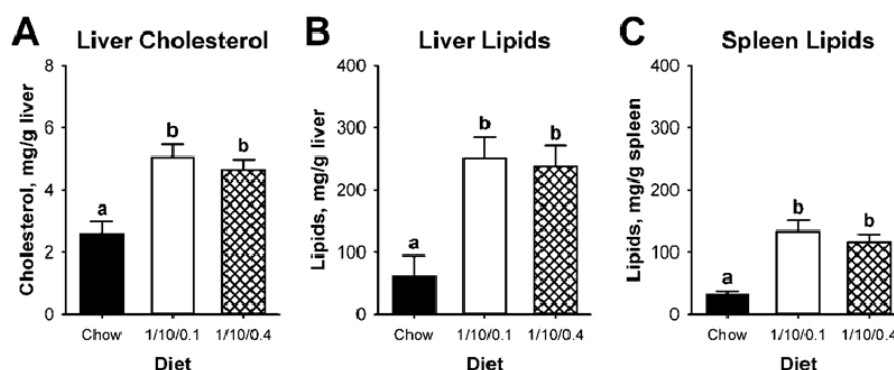 A Liver Cholesterol
Cholesterol, mg/g liver
8
6
4
2
0
a
b
b
Chow 1/10/0.1 1/10/0.4
Diet
B Liver Lipids
Lipids, mg/g liver
400
300
200
100
0
a
b
b
Chow 1/10/0.1 1/10/0.4
Diet
C Spleen Lipids
Lipids, mg/g spleen
400
300
200
100
0
a
b
b
Chow 1/10/0.1 1/10/0.4
Diet